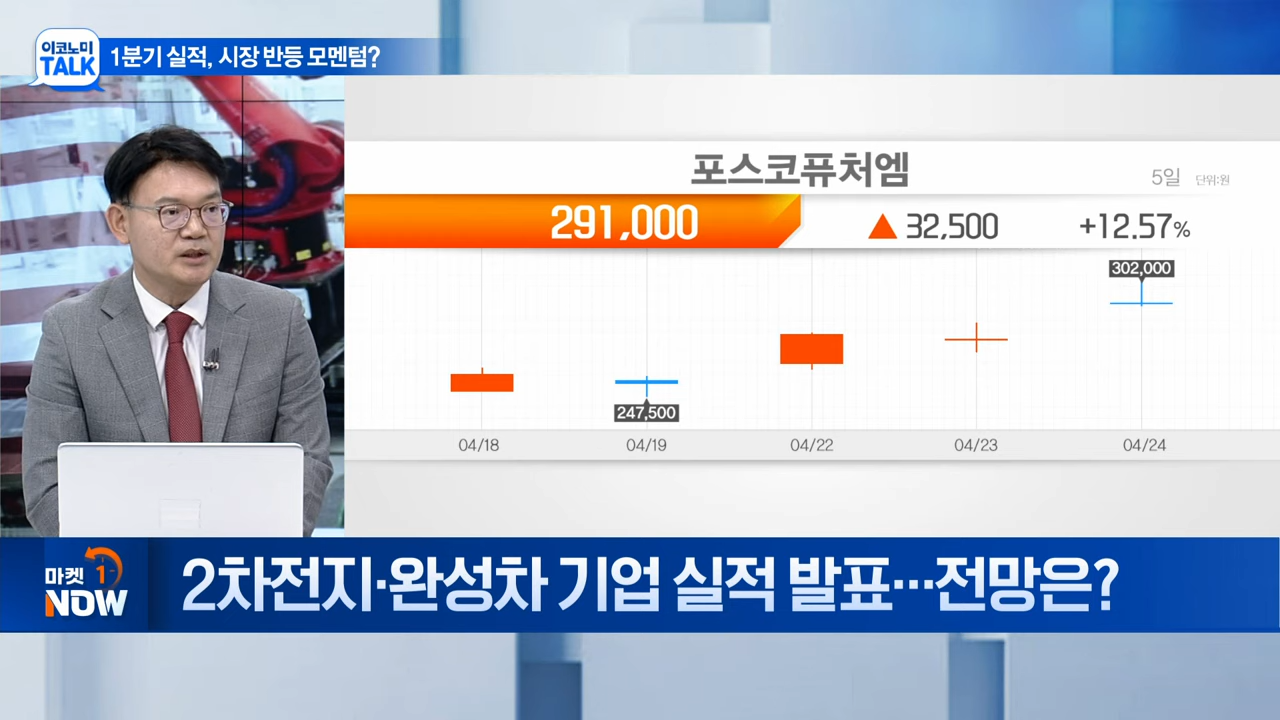 이코노미
TALK
1분기 실적, 시장 반등 모멘텀?
포스코퓨처엠
5일 단위:원
291,000 ▲ 32,500 +12.57%
302,000
247,500
04/18 04/19 04/22 04/23 04/24
마켓 1
NOW
2차전지·완성차 기업 실적 발표…전망은?